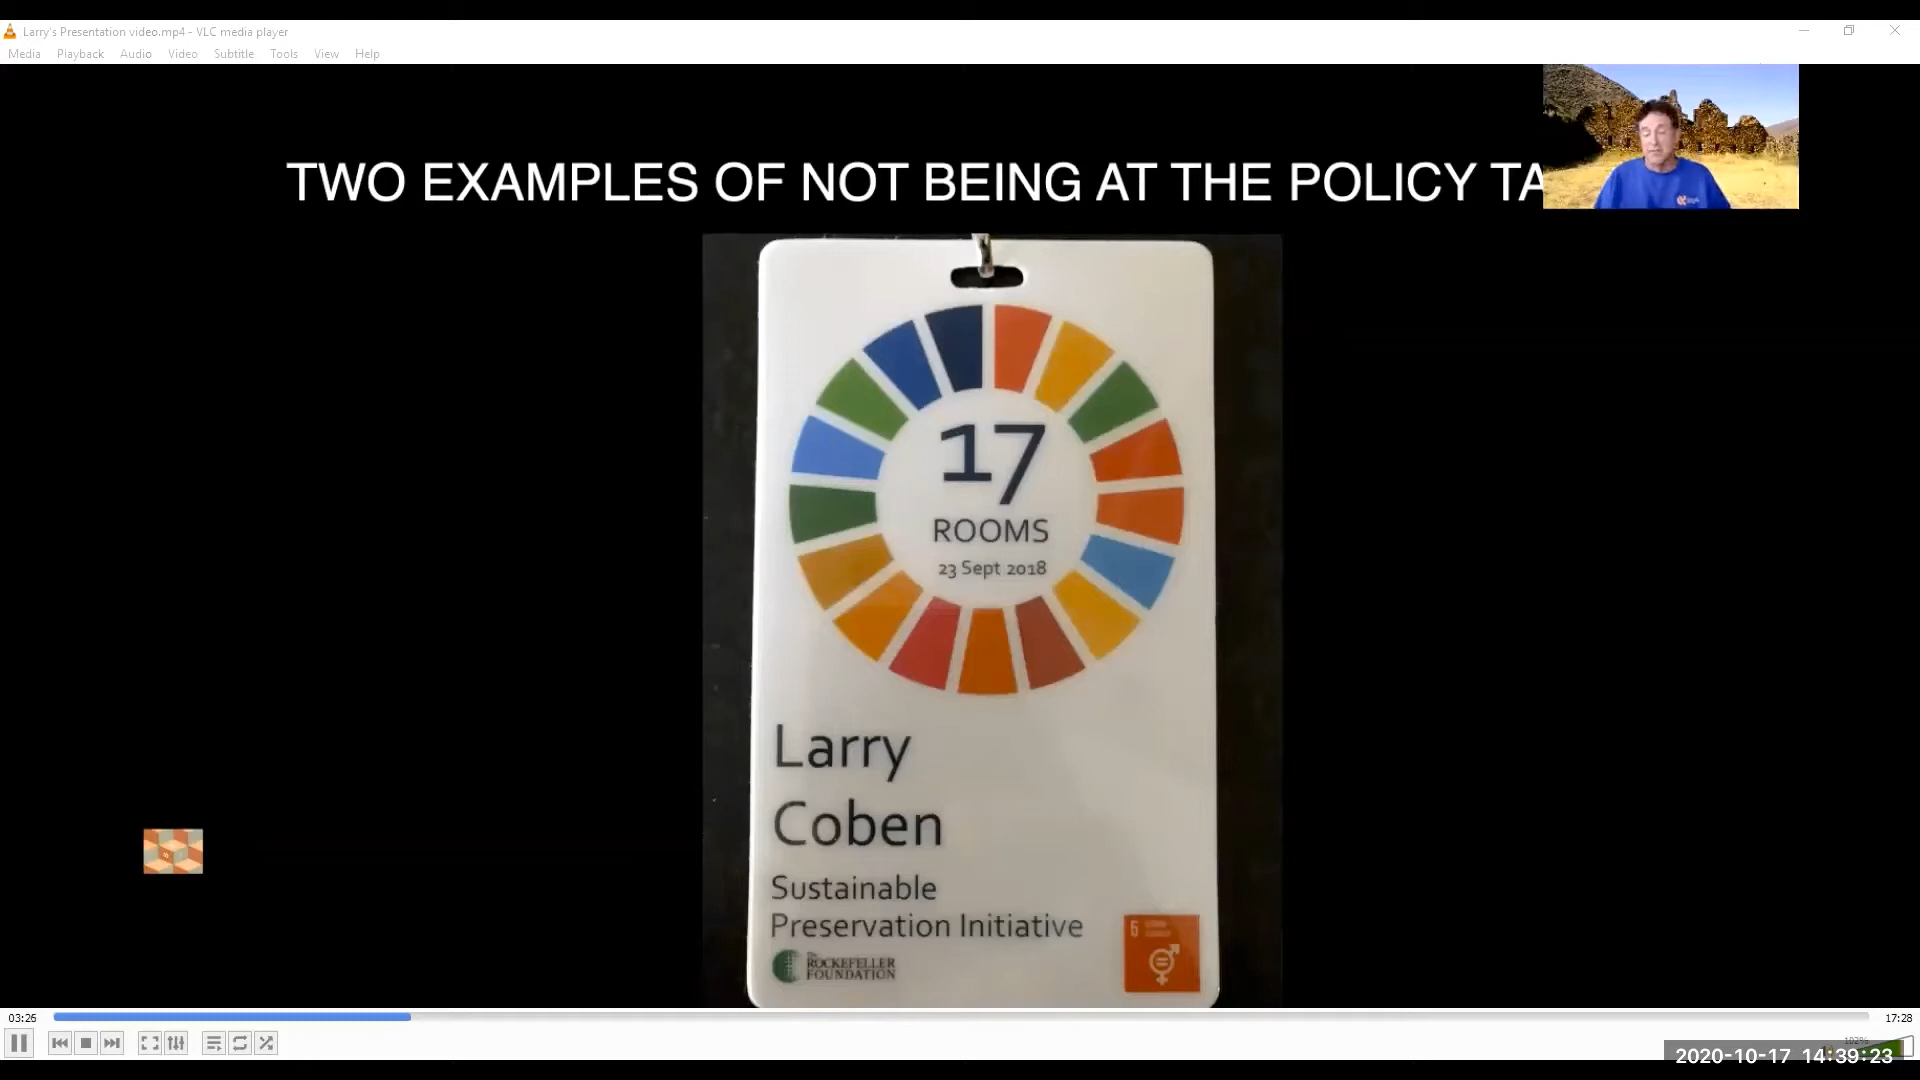 Larry's Presentation video.mp4 - VLC media player
Media Playback Audio Video Subtitle Tools View Help
TWO EXAMPLES OF NOT BEING AT THE POLICY TA
17
ROOMS
23 Sept 2018
Larry
Coben
Sustainable
Preservation Initiative
The
ROCKEFELLER
FOUNDATION
5
03:26
17:28
102%
2020-10-17 14:39:23